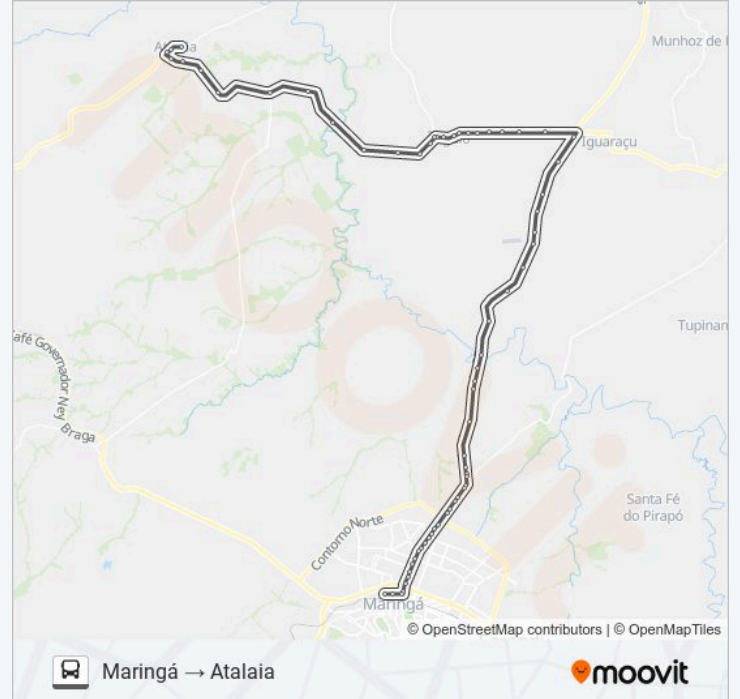 Munhoz de
Iguaraçu
Tupinan
afé Governador Ney Braga
Santa Fé
do Pirapó
Contorno Norte
Maringá
© OpenStreetMap contributors | © OpenMapTiles
Maringá → Atalaia
moovit